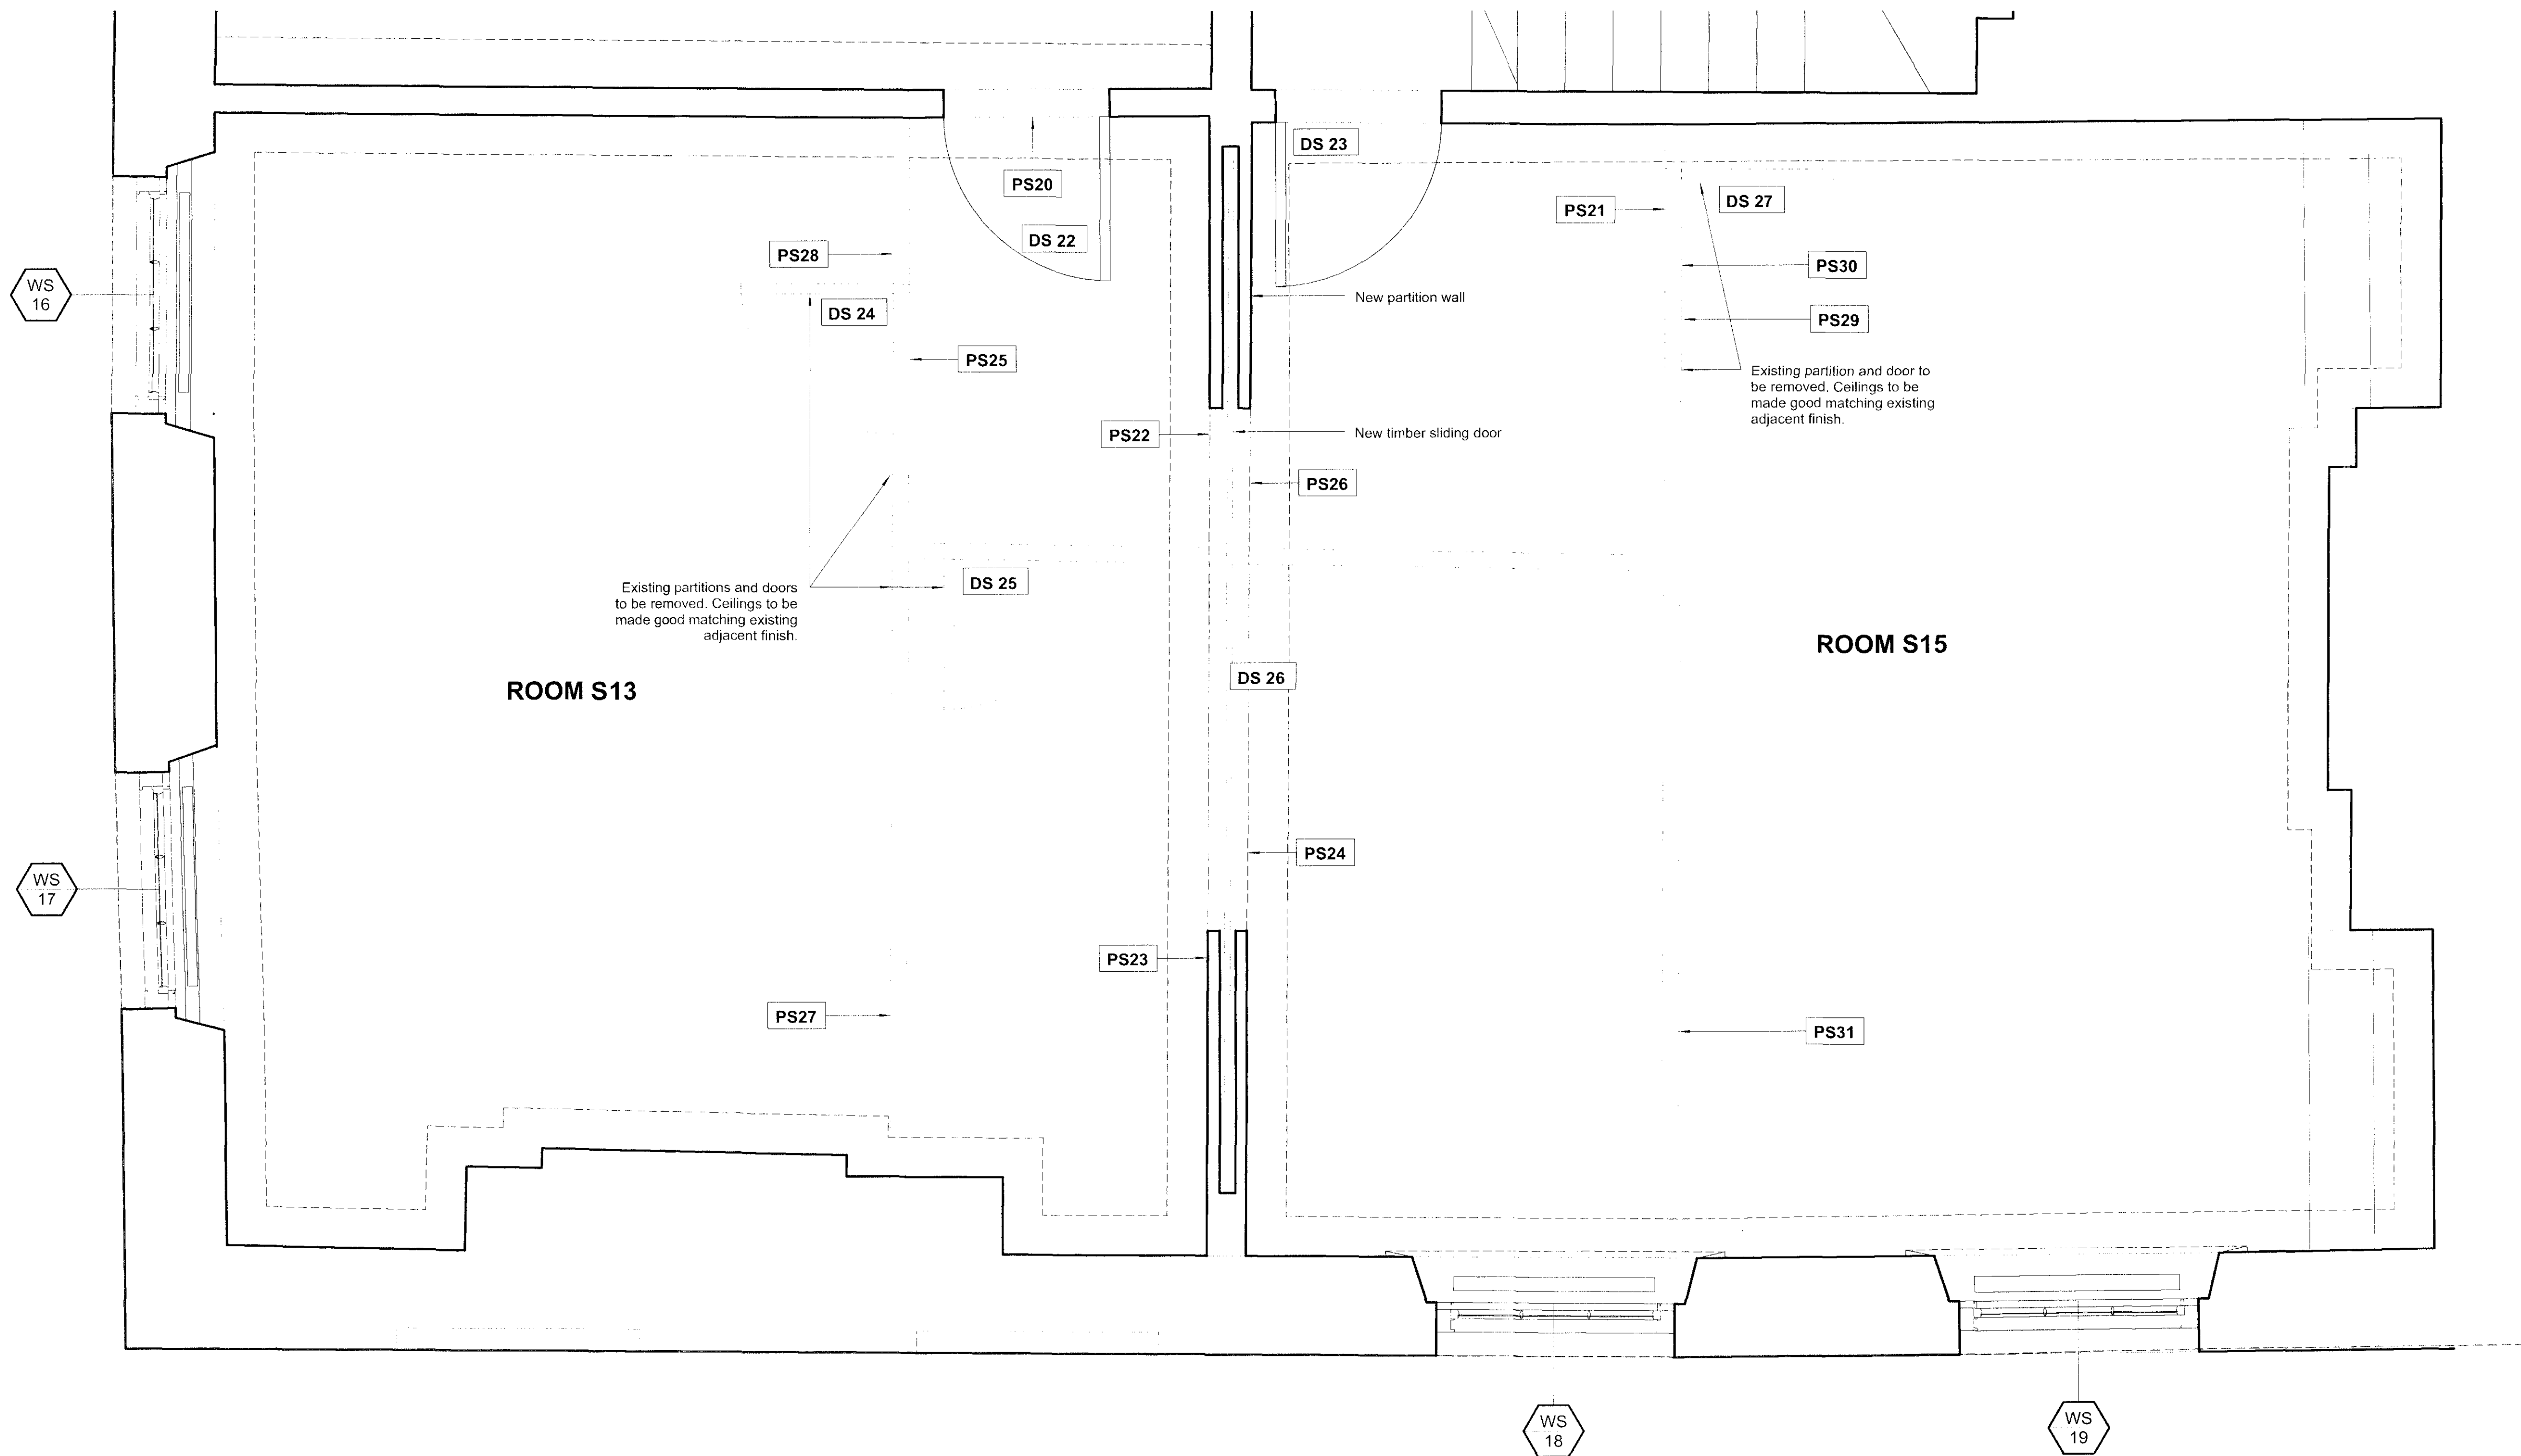 DS 23
PS20
DS 27
PS21
DS 22
PS28
PS30
WS
16
New partition wall
DS 24
PS29
PS25
Existing partition and door to
be removed. Ceilings to be
made good matching existing
adjacent finish.
PS22
New timber sliding door
PS26
DS 25
Existing partitions and doors
to be removed. Ceilings to be
made good matching existing
adjacent finish.
ROOM S15
DS 26
ROOM S13
PS24
WS
17
PS23
PS27
PS31
WS
18
WS
19